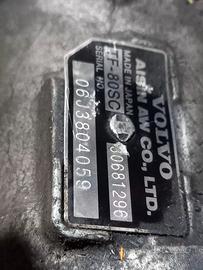 VOLVO
AISIN AW CO., LTD.
MADE IN JAPAN
TF-80SC
30681296
SERIAL NO.
06J3804059